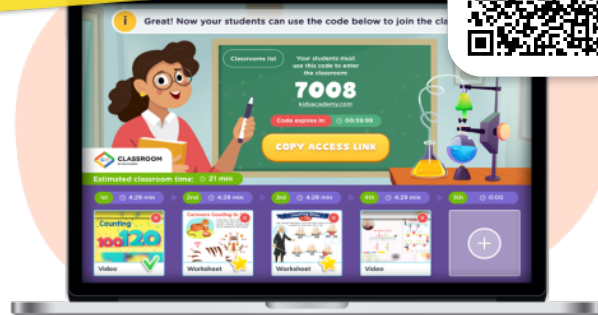 i Great! Now your students can use the code below to join the cla
Classrooms list
Your students must
use this code to enter
the classroom
7008
kidsacademy.com
Code expires in: 00:59:99
COPY ACCESS LINK
CLASSROOM
Estimated classroom time: 21 min
1st 4:29 min 2nd 4:29 min 3rd 4:29 min 4th 4:29 min 5th 0:00
Counting
100 120
Video
Worksheet
Worksheet
Video